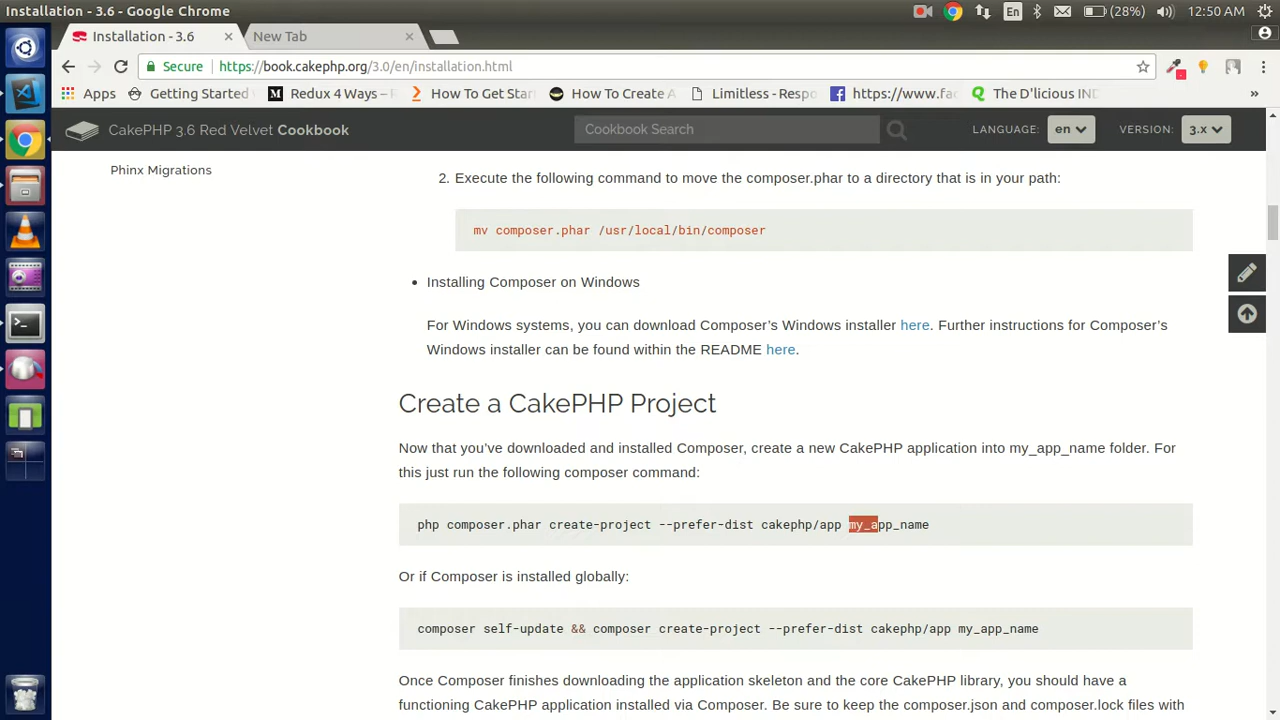 Installation - 3.6 - Google Chrome
En
(28%)
12:50 AM
Installation - 3.6
New Tab
Secure
https://book.cakephp.org/3.0/en/installation.html
Apps
Getting Started
Redux 4 Ways –
How To Get Star
How To Create A
Limitless - Respo
https://www.fac
The D'licious IND
»
CakePHP 3.6 Red Velvet Cookbook
Cookbook Search
LANGUAGE:
en
VERSION:
3.x
Phinx Migrations
2. Execute the following command to move the composer.phar to a directory that is in your path:
mv composer.phar /usr/local/bin/composer
• Installing Composer on Windows
For Windows systems, you can download Composer’s Windows installer here. Further instructions for Composer’s
Windows installer can be found within the README here.
Create a CakePHP Project
Now that you’ve downloaded and installed Composer, create a new CakePHP application into my_app_name folder. For
this just run the following composer command:
php composer.phar create-project --prefer-dist cakephp/app my_app_name
Or if Composer is installed globally:
composer self-update && composer create-project --prefer-dist cakephp/app my_app_name
Once Composer finishes downloading the application skeleton and the core CakePHP library, you should have a
functioning CakePHP application installed via Composer. Be sure to keep the composer.json and composer.lock files with